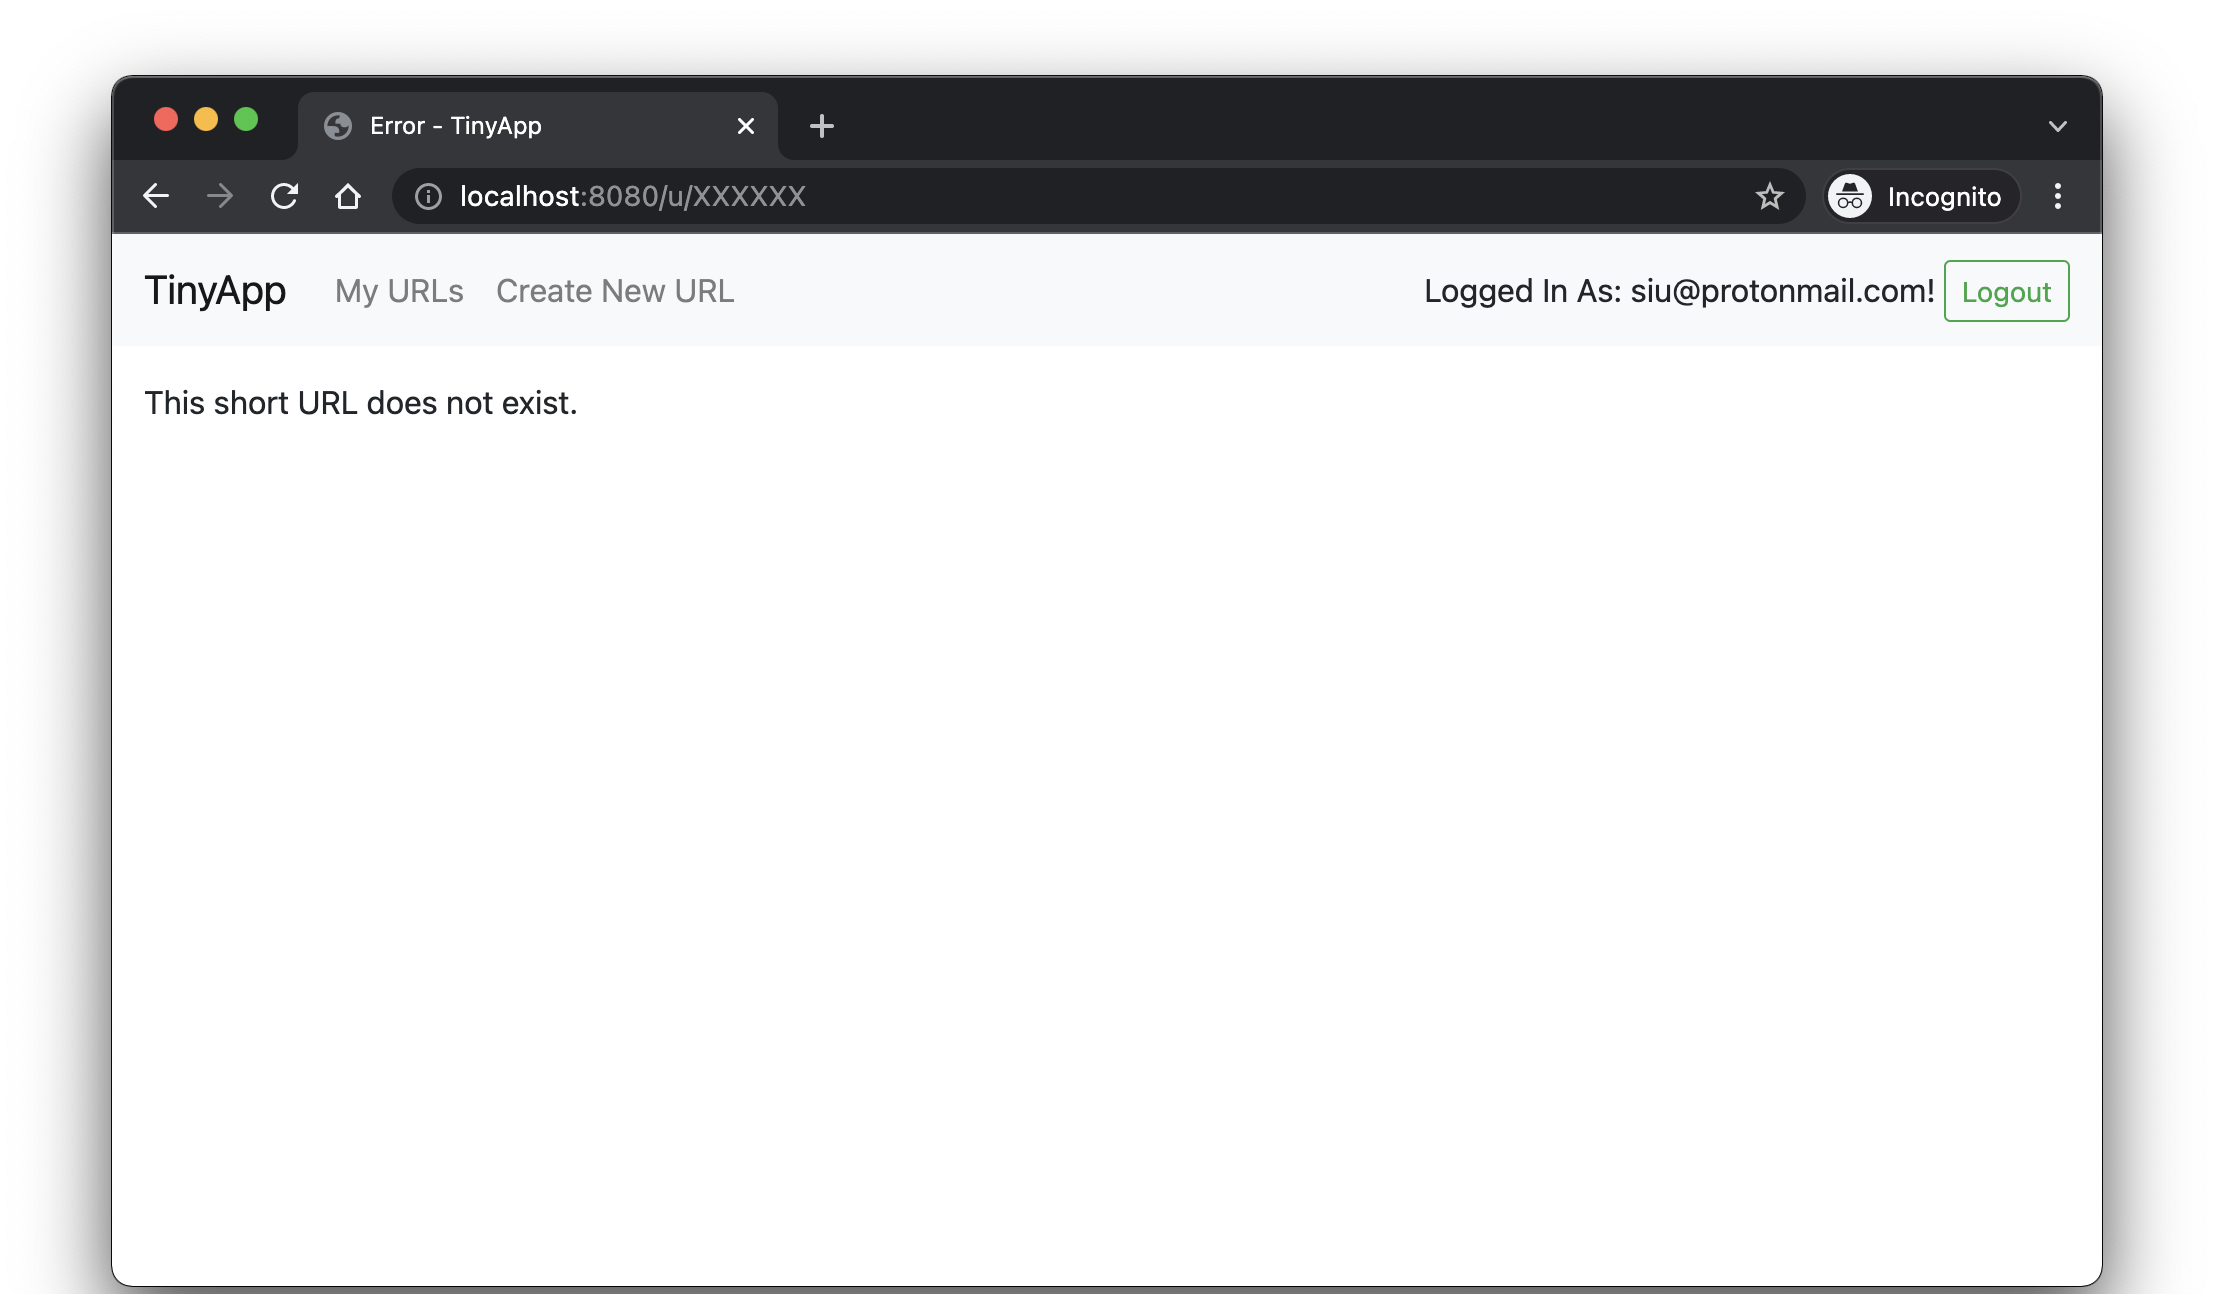 Error - TinyApp
localhost:8080/u/XXXXXX
Incognito
TinyApp My URLs Create New URL Logged In As: siu@protonmail.com! Logout
This short URL does not exist.